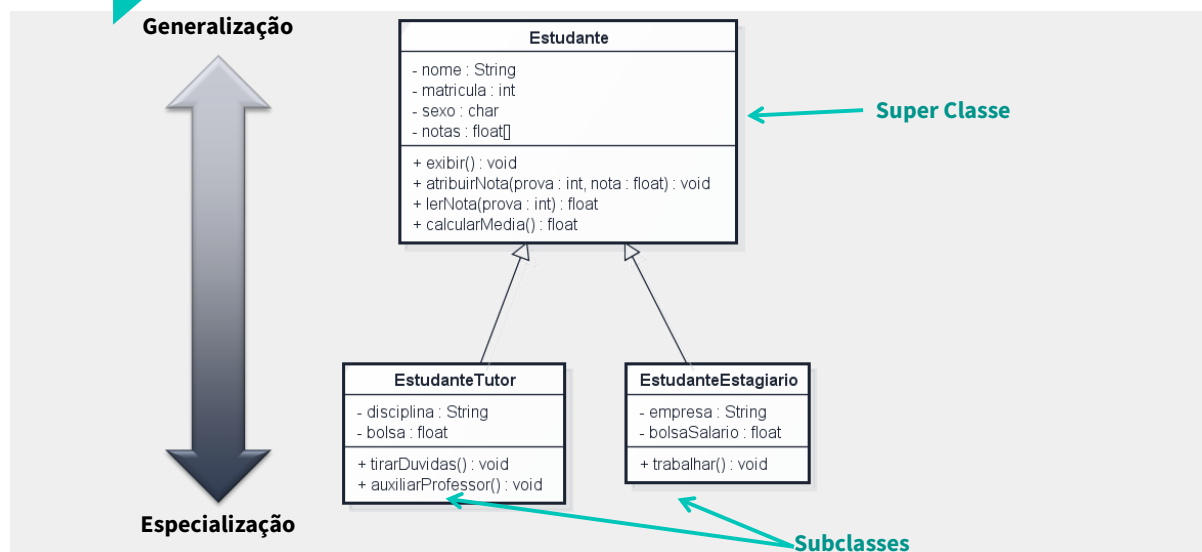 Generalização
Estudante
- nome : String
- matricula : int
- sexo : char
- notas : float[]
+ exibir() : void
+ atribuirNota(prova : int, nota : float) : void
+ lerNota(prova : int) : float
+ calcularMedia() : float
Super Classe
EstudanteTutor
- disciplina : String
- bolsa : float
+ tirarDuvidas() : void
+ auxiliarProfessor() : void
EstudanteEstagiario
- empresa : String
- bolsaSalario : float
+ trabalhar() : void
Especialização
Subclasses